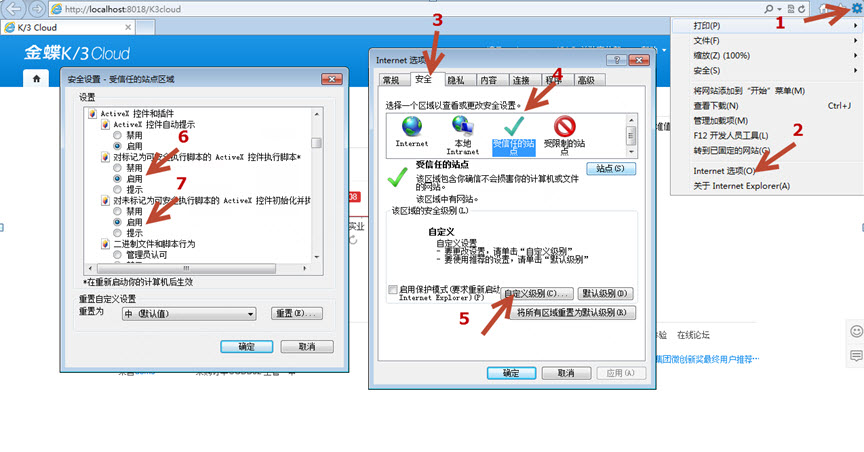 http://localhost:8018/K3cloud
K/3 Cloud
1
金蝶K/3 Cloud
打印(P)
文件(F)
缩放(Z) (100%)
安全(S)
将网站添加到“开始”菜单(M)
查看下载(N) Ctrl+J
管理加载项(M)
F12 开发人员工具(L)
转到已固定的网站(G)
Internet 选项(O)
关于 Internet Explorer(A)
2
3
Internet 选项
常规 安全 隐私 内容 连接 程序 高级
4
选择一个区域以查看或更改安全设置。
Internet 本地 Intranet 受信任的站点 受限制的站点
受信任的站点
该区域包含你确信不会损害你的计算机或文件的网站。
该区域中有网站。
站点(S)
该区域的安全级别(L)
自定义
自定义设置
- 要更改设置，请单击“自定义级别”
- 要使用推荐的设置，请单击“默认级别”
启用保护模式(要求重新启动 Internet Explorer)(P)
自定义级别(C)... 默认级别(D)
5
将所有区域重置为默认级别(R)
确定 取消 应用(A)
安全设置 - 受信任的站点区域
设置
ActiveX 控件和插件
ActiveX 控件自动提示
禁用
启用
6
对标记为可安全执行脚本的 ActiveX 控件执行脚本*
禁用
启用
提示
7
对未标记为可安全执行脚本的 ActiveX 控件初始化并执
禁用
启用
提示
二进制文件和脚本行为
管理员认可
*在重新启动你的计算机后生效
重置自定义设置
重置为
中 (默认值)
重置(E)...
确定 取消
08
实业
在线论坛
集团微创新奖最终用户推荐…